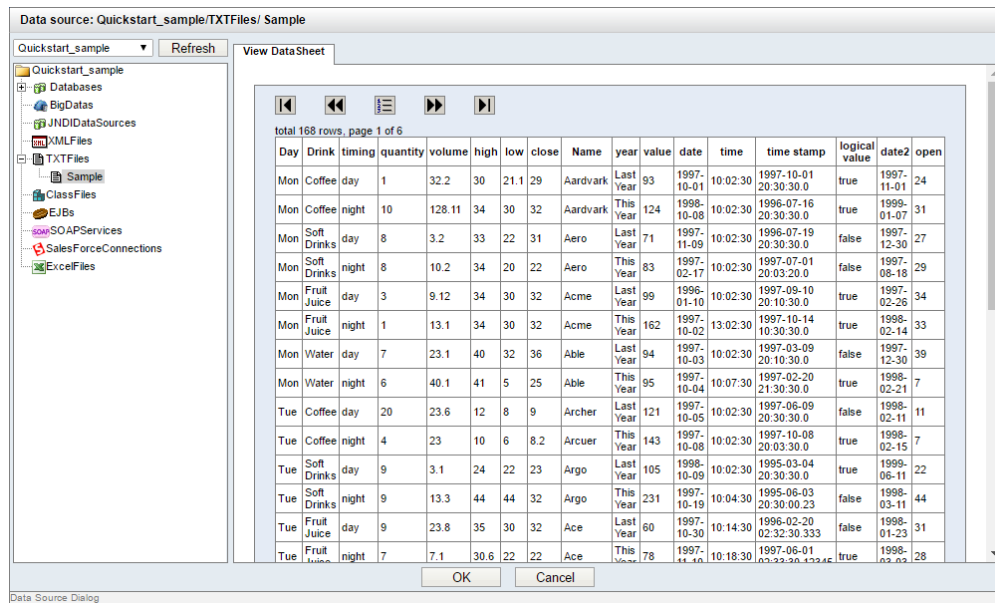 Data source: Quickstart_sample/TXTFiles/ Sample
Quickstart_sample ▼ Refresh
View DataSheet
Quickstart_sample
Databases
BigDatas
JNDIDataSources
XMLFiles
TXTFiles
Sample
ClassFiles
EJBs
SOAPServices
SalesForceConnections
ExcelFiles
total 168 rows, page 1 of 6
Day Drink timing quantity volume high low close Name year value date time time stamp logical value date2 open
Mon Coffee day 1 32.2 30 21.1 29 Aardvark Last Year 93 1997-10-01 10:02:30 1997-10-01 20:30:30.0 true 1997-11-01 24
Mon Coffee night 10 128.11 34 30 32 Aardvark This Year 124 1998-10-08 10:02:30 1996-07-16 20:30:30.0 true 1999-01-07 31
Mon Soft Drinks day 8 3.2 33 22 31 Aero Last Year 71 1997-11-09 10:02:30 1996-07-19 20:30:30.0 false 1997-12-30 27
Mon Soft Drinks night 8 10.2 34 20 22 Aero This Year 83 1997-02-17 10:02:30 1997-07-01 20:03:20.0 false 1997-08-18 29
Mon Fruit Juice day 3 9.12 34 30 32 Acme Last Year 99 1996-01-10 10:02:30 1997-09-10 20:10:30.0 true 1997-02-26 34
Mon Fruit Juice night 1 13.1 34 30 32 Acme This Year 162 1997-10-02 13:02:30 1997-10-14 10:30:30.0 true 1998-02-14 33
Mon Water day 7 23.1 40 32 36 Able Last Year 94 1997-10-03 10:02:30 1997-03-09 20:10:30.0 false 1997-12-30 39
Mon Water night 6 40.1 41 5 25 Able This Year 95 1997-10-04 10:07:30 1997-02-20 21:30:30.0 true 1998-02-21 7
Tue Coffee day 20 23.6 12 8 9 Archer Last Year 121 1997-10-05 10:02:30 1997-06-09 20:30:30.0 false 1998-02-11 11
Tue Coffee night 4 23 10 6 8.2 Arcuer This Year 143 1997-10-08 10:02:30 1997-10-08 20:03:30.0 true 1998-02-15 7
Tue Soft Drinks day 9 3.1 24 22 23 Argo Last Year 105 1998-10-09 10:02:30 1995-03-04 20:30:30.0 true 1999-06-11 22
Tue Soft Drinks night 9 13.3 44 44 32 Argo This Year 231 1997-10-19 10:04:30 1995-06-03 20:30:00.23 false 1998-03-11 44
Tue Fruit Juice day 9 23.8 35 30 32 Ace Last Year 60 1997-10-30 10:14:30 1996-02-20 02:32:30.333 false 1998-01-23 31
Tue Fruit night 7 7.1 30.6 22 22 Ace This 78 1997- 10:18:30 1997-06-01 true 1998- 28
OK Cancel
Data Source Dialog